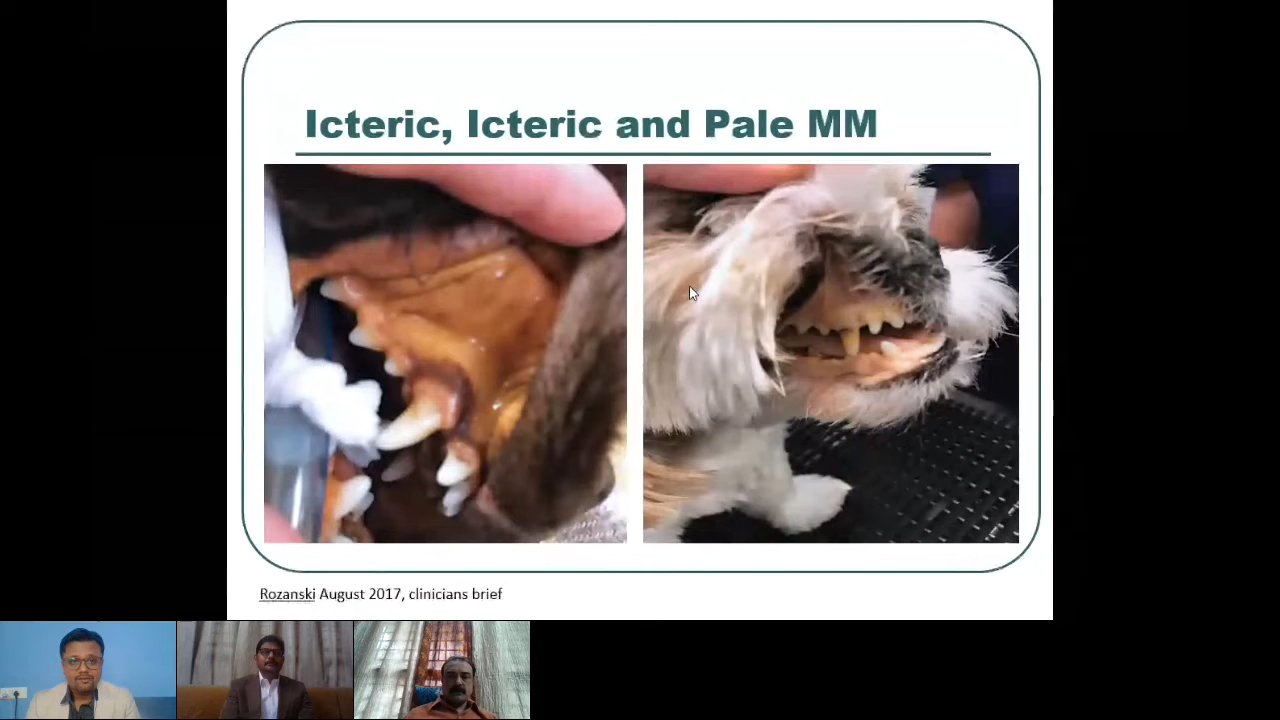 Icteric, Icteric and Pale MM
Rozanski August 2017, clinicians brief